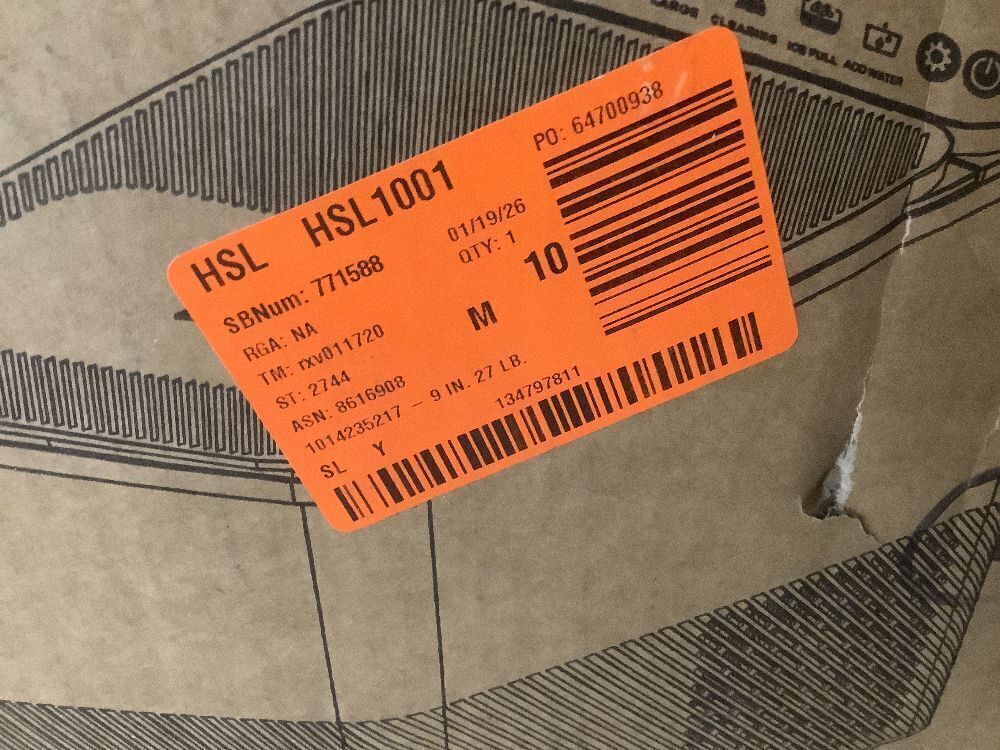 LARGE CLEANING ICE FULL ADD WATER
PO: 64700938
HSL HSL1001
01/19/26
QTY: 1
10
SBNum: 771588
RGA: NA
M
TM: rxv011720
ST: 2744
ASN: 8616908
1014235217 – 9 IN. 27 LB.
134797811
SL Y